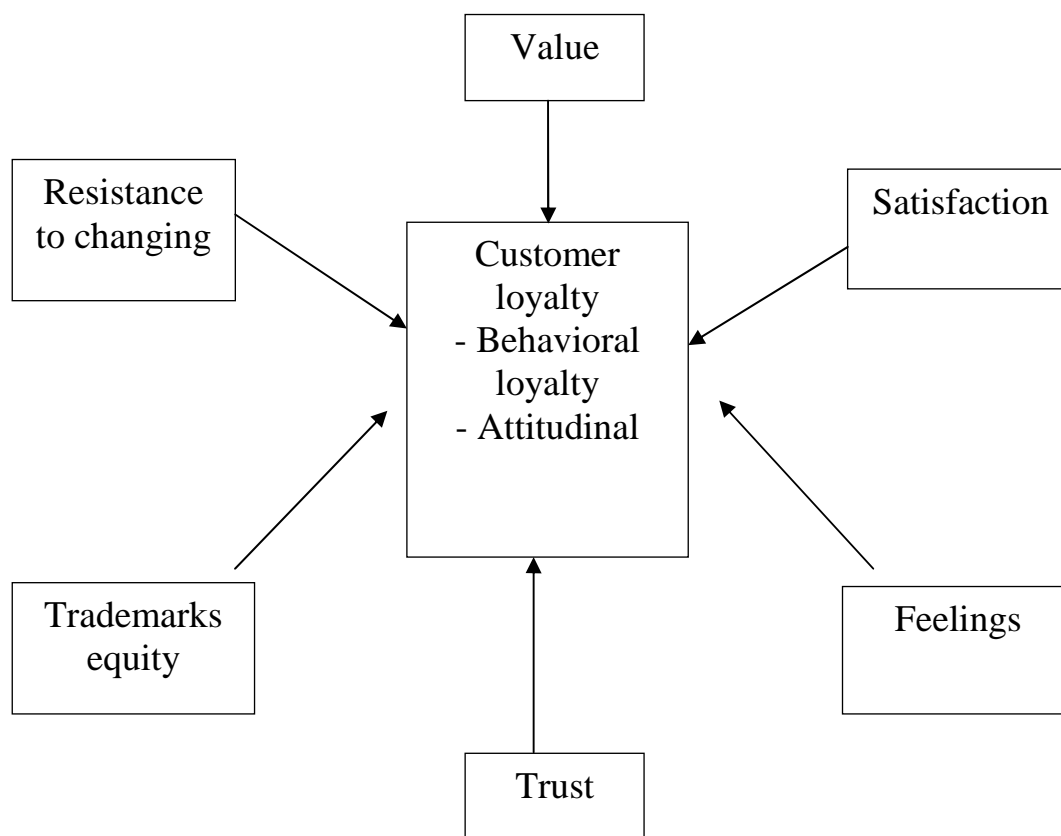 Value
Resistance
to changing
Satisfaction
Customer
loyalty
- Behavioral
loyalty
- Attitudinal
Trademarks
equity
Feelings
Trust